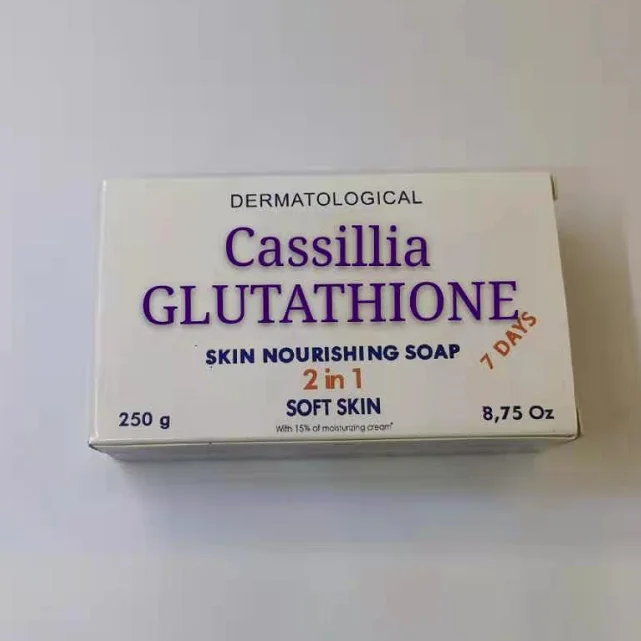 DERMATOLOGICAL
Cassillia
GLUTATHIONE
SKIN NOURISHING SOAP
7 DAYS
2 in 1
SOFT SKIN
250 g
8,75 Oz
With 15% of moisturizing cream*